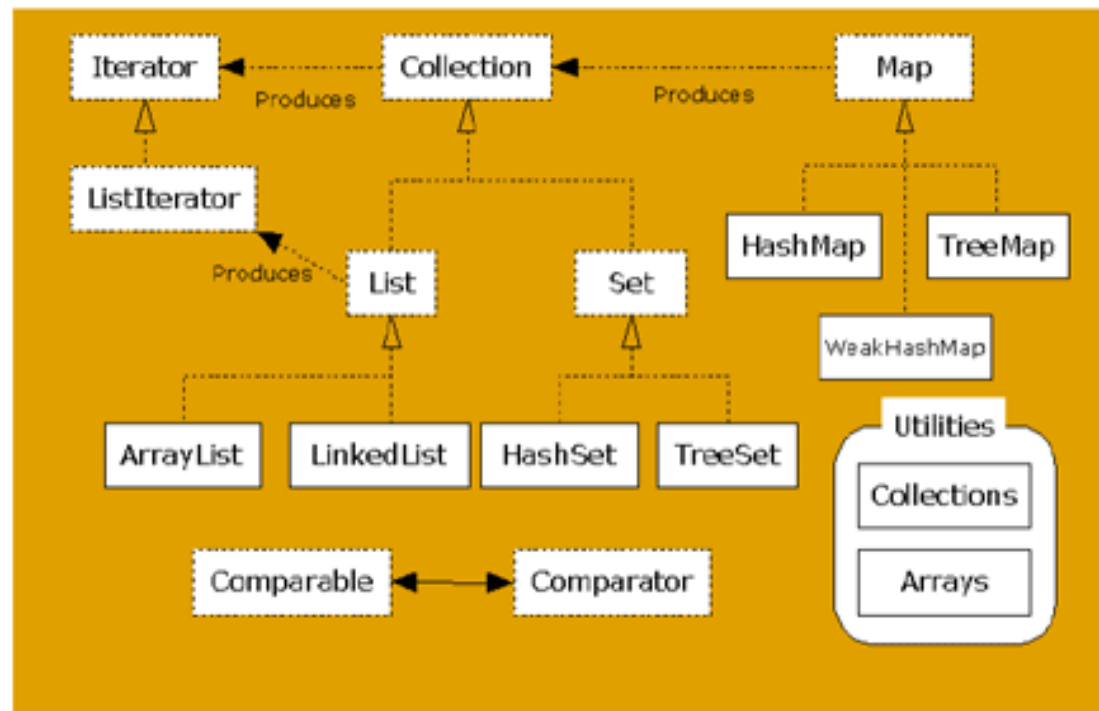 Iterator
Collection
Map
Produces
Produces
ListIterator
HashMap
TreeMap
Produces
List
Set
WeakHashMap
Utilities
ArrayList
LinkedList
HashSet
TreeSet
Collections
Comparable
Comparator
Arrays